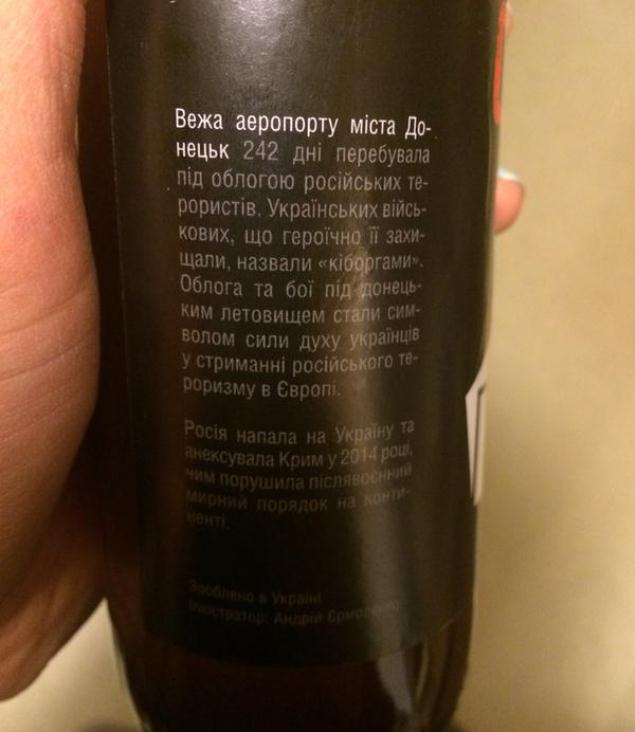 Вежа аеропорту міста До-
нецьк 242 дні перебувала
під облогою російських те-
рористів. Українських війсь-
кових, що героїчно її захи-
щали, назвали «кіборгами».
Облога та бої під донець-
ким летовищем стали сим-
волом сили духу українців
у стриманні російського те-
роризму в Європі.
Росія напала на Україну та
анексувала Крим у 2014 році,
чим порушила післявоєнний
мирний порядок на конти-
ненті.
Зроблено в Україні
Ілюстратор: Андрій Єрмоленко